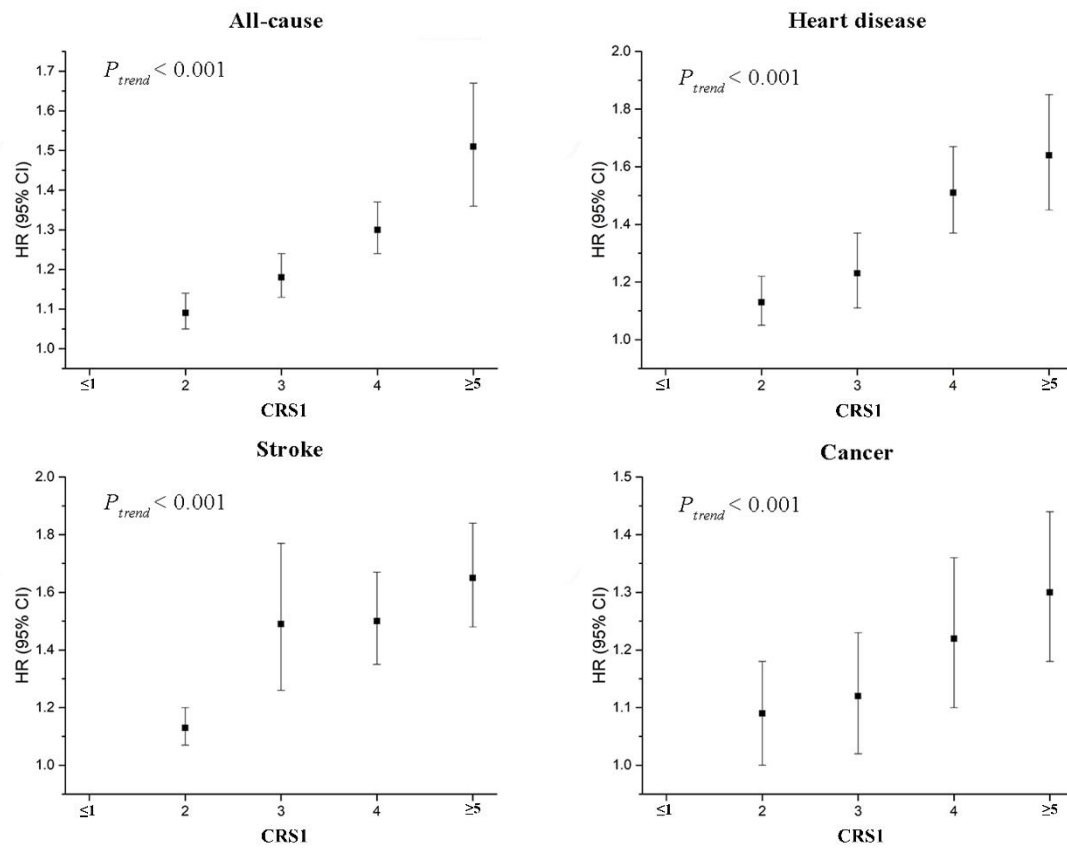 All-cause
P_trend < 0.001
HR (95% CI)
1.7
1.6
1.5
1.4
1.3
1.2
1.1
1.0
≤1 2 3 4 ≥5
CRS1
Heart disease
P_trend < 0.001
HR (95% CI)
2.0
1.8
1.6
1.4
1.2
1.0
≤1 2 3 4 ≥5
CRS1
Stroke
P_trend < 0.001
HR (95% CI)
2.0
1.8
1.6
1.4
1.2
1.0
≤1 2 3 4 ≥5
CRS1
Cancer
P_trend < 0.001
HR (95% CI)
1.5
1.4
1.3
1.2
1.1
1.0
≤1 2 3 4 ≥5
CRS1